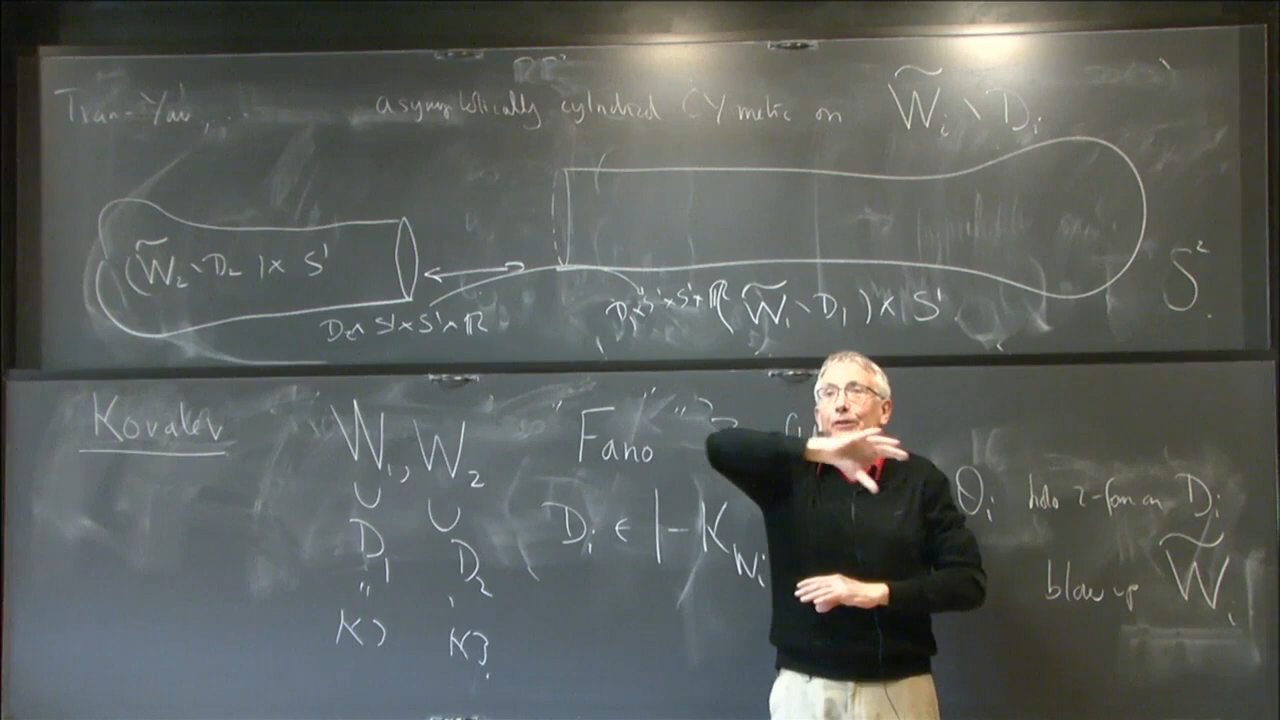 Tian-Yau, ... asymptotically cylindrical CY metric on W̃ᵢ \ Dᵢ
(W̃₂ \ D₂) × S¹
S²
D₂ × S¹ × S¹ × ℝ
D₁ × S¹ × S¹ × ℝ
(W̃₁ \ D₁) × S¹
Kovalev
W₁, W₂ Fano
∪ ∪
D₁ D₂
Dᵢ ∈ |-K_Wᵢ
Θᵢ holo 2-form on Dᵢ
blow up W̃ᵢ
" "
K3 K3